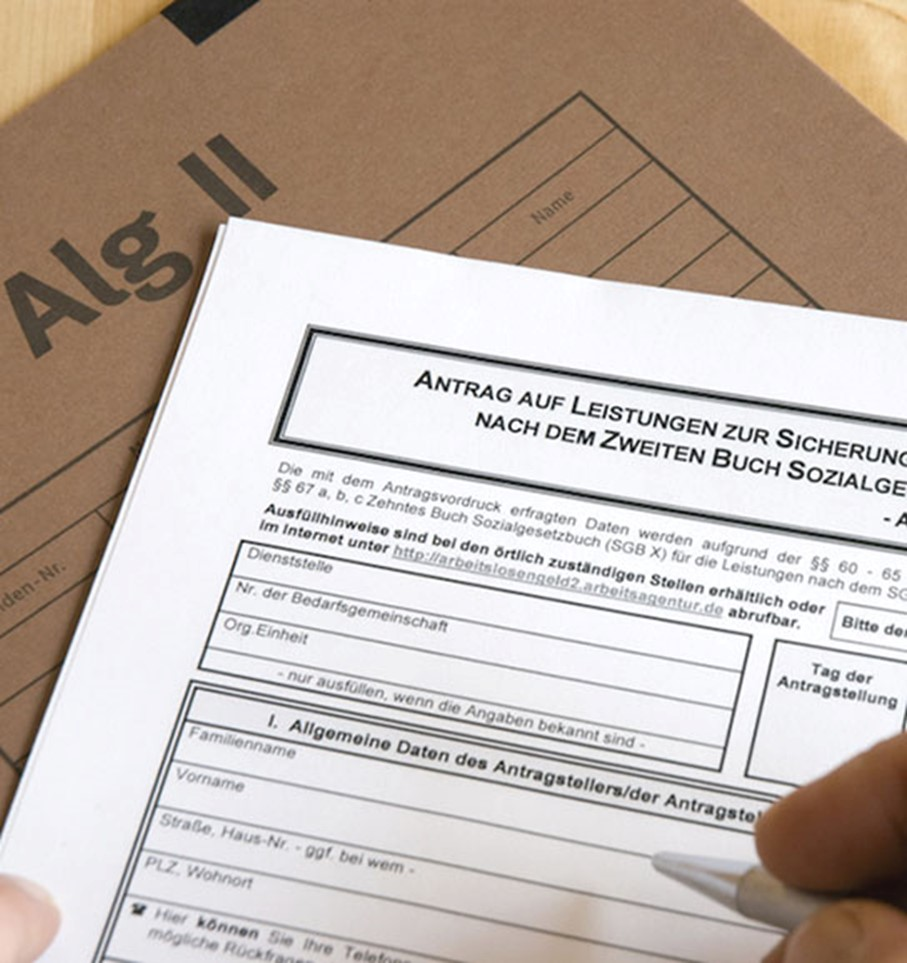 Alg II
Name
den-Nr.
ANTRAG AUF LEISTUNGEN ZUR SICHERUNG
NACH DEM ZWEITEN BUCH SOZIALGE
- A
Die mit dem Antragsvordruck erfragten Daten werden aufgrund der §§ 60 - 65
§§ 67 a, b, c Zehntes Buch Sozialgesetzbuch (SGB X) für die Leistungen nach dem SG
Ausfüllhinweise sind bei den örtlich zuständigen Stellen erhältlich oder
im Internet unter http://arbeitslosengeld2.arbeitsagentur.de abrufbar.
Bitte de
Dienststelle
Nr. der Bedarfsgemeinschaft
Org.Einheit
- nur ausfüllen, wenn die Angaben bekannt sind -
Tag der
Antragstellung
I. Allgemeine Daten des Antragstellers/der Antragstel
Familienname
Vorname
Straße, Haus-Nr. - ggf. bei wem -
PLZ, Wohnort
☎ Hier können Sie Ihre Telefon
mögliche Rückfragen